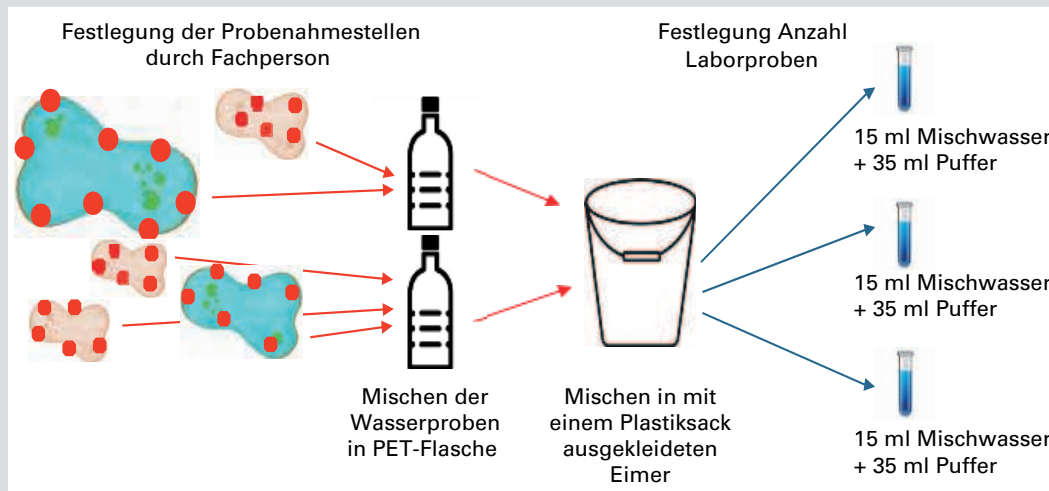 Festlegung der Probenahmestellen
durch Fachperson
Festlegung Anzahl
Laborproben
15 ml Mischwasser
+ 35 ml Puffer
15 ml Mischwasser
+ 35 ml Puffer
15 ml Mischwasser
+ 35 ml Puffer
Mischen der
Wasserproben
in PET-Flasche
Mischen in mit
einem Plastiksack
ausgekleideten
Eimer